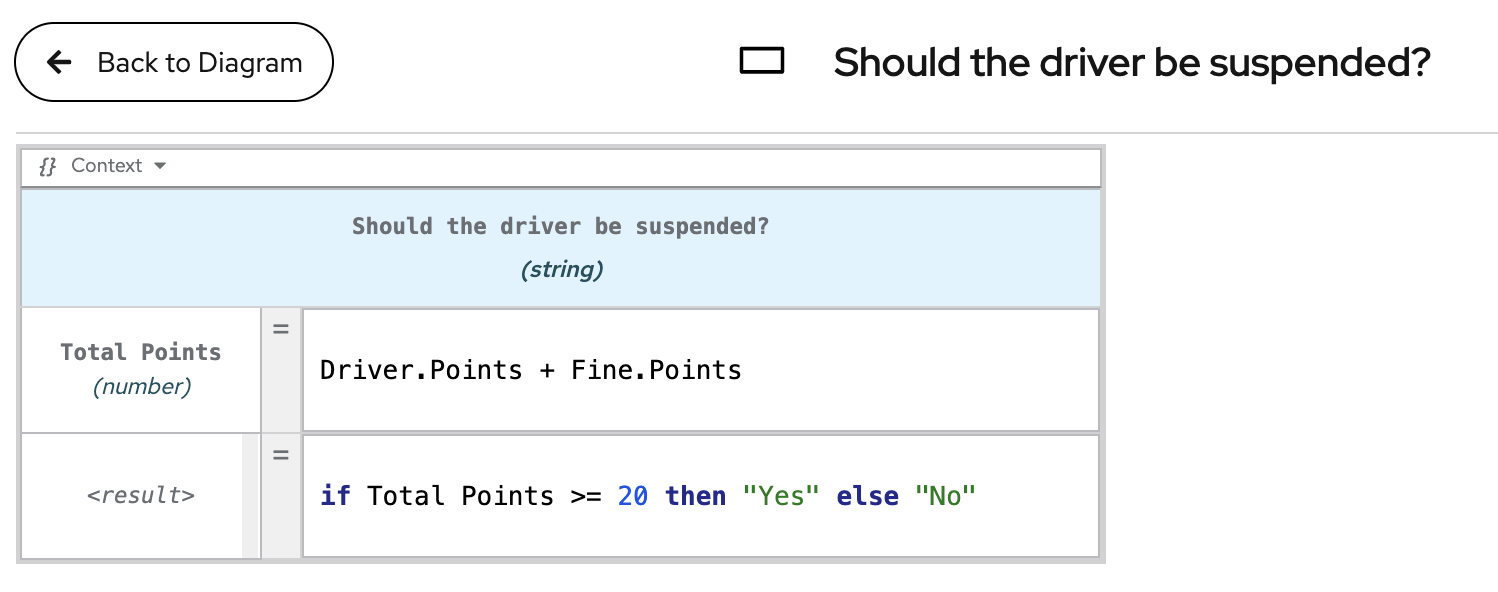 Back to Diagram
Should the driver be suspended?
{} Context
Should the driver be suspended?
(string)
Total Points
(number)
=
Driver.Points + Fine.Points
<result>
=
if Total Points >= 20 then "Yes" else "No"